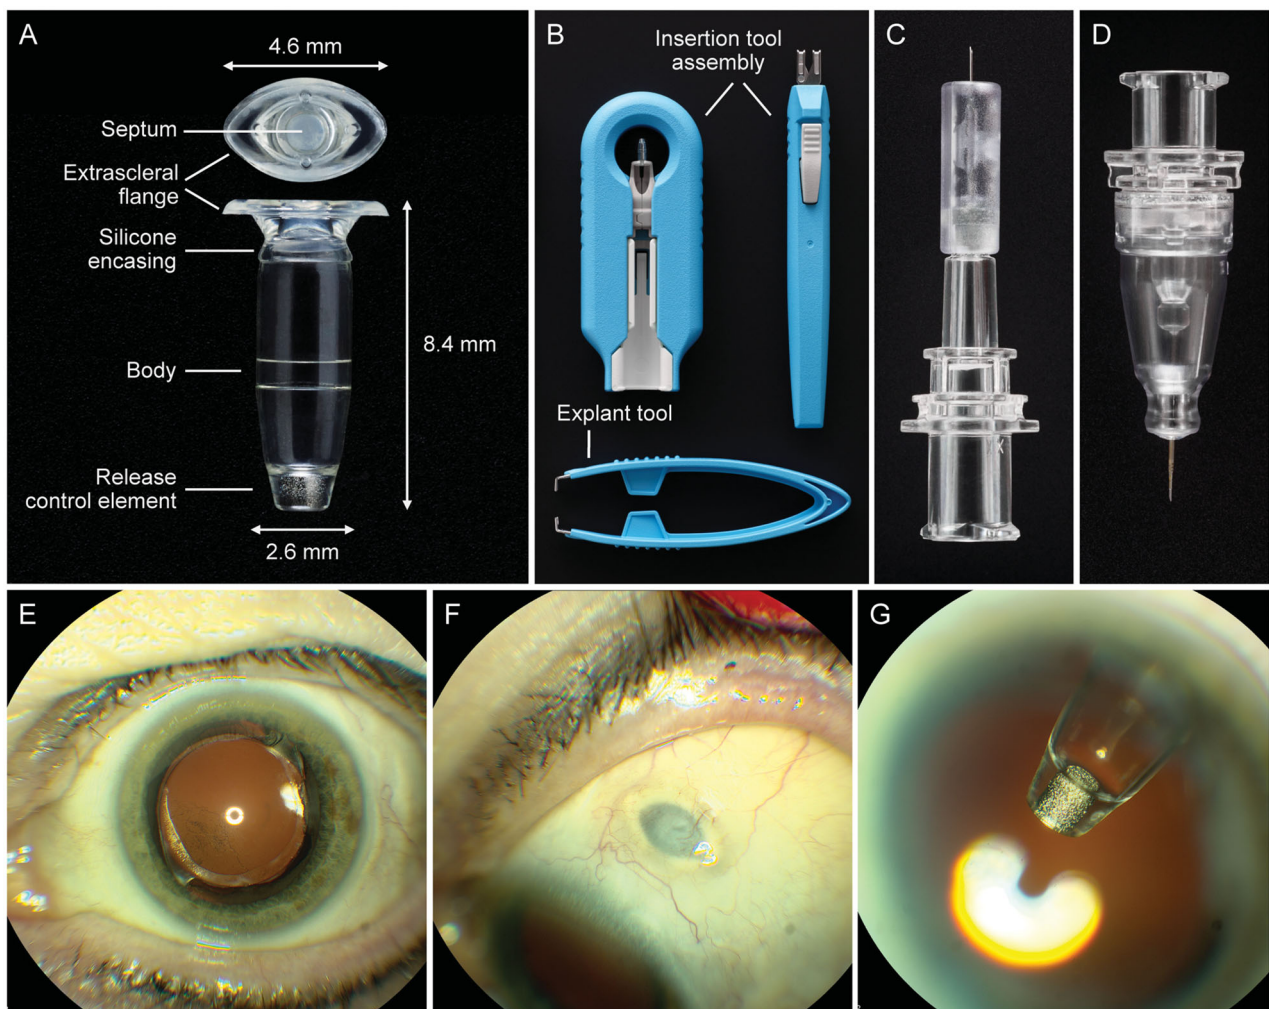 A
4.6 mm
Septum
Extrascleral
flange
Silicone
encasing
Body
8.4 mm
Release
control element
2.6 mm
B
Insertion tool
assembly
Explant tool
C
D
E
F
G